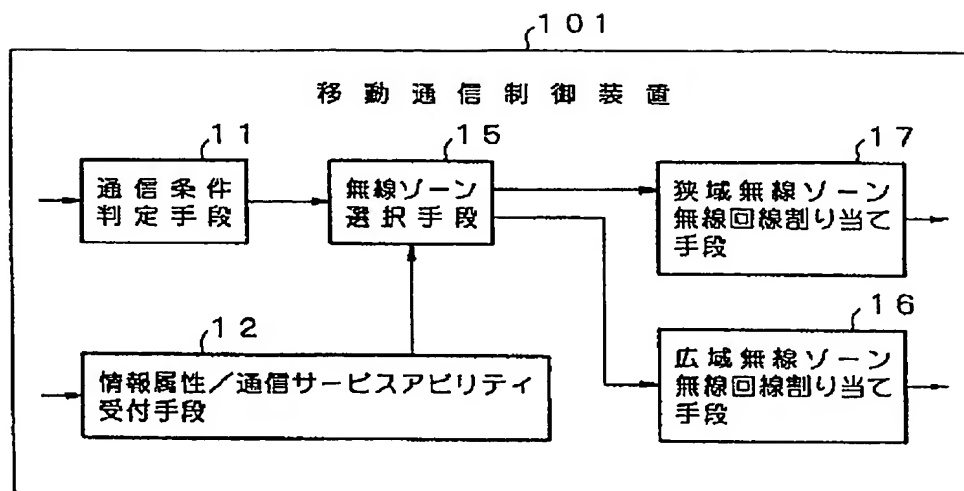 101
移動通信制御装置
11
通信条件
判定手段
15
無線ゾーン
選択手段
17
狭域無線ゾーン
無線回線割り当て
手段
12
情報属性/通信サービスアビリティ
受付手段
16
広域無線ゾーン
無線回線割り当て
手段